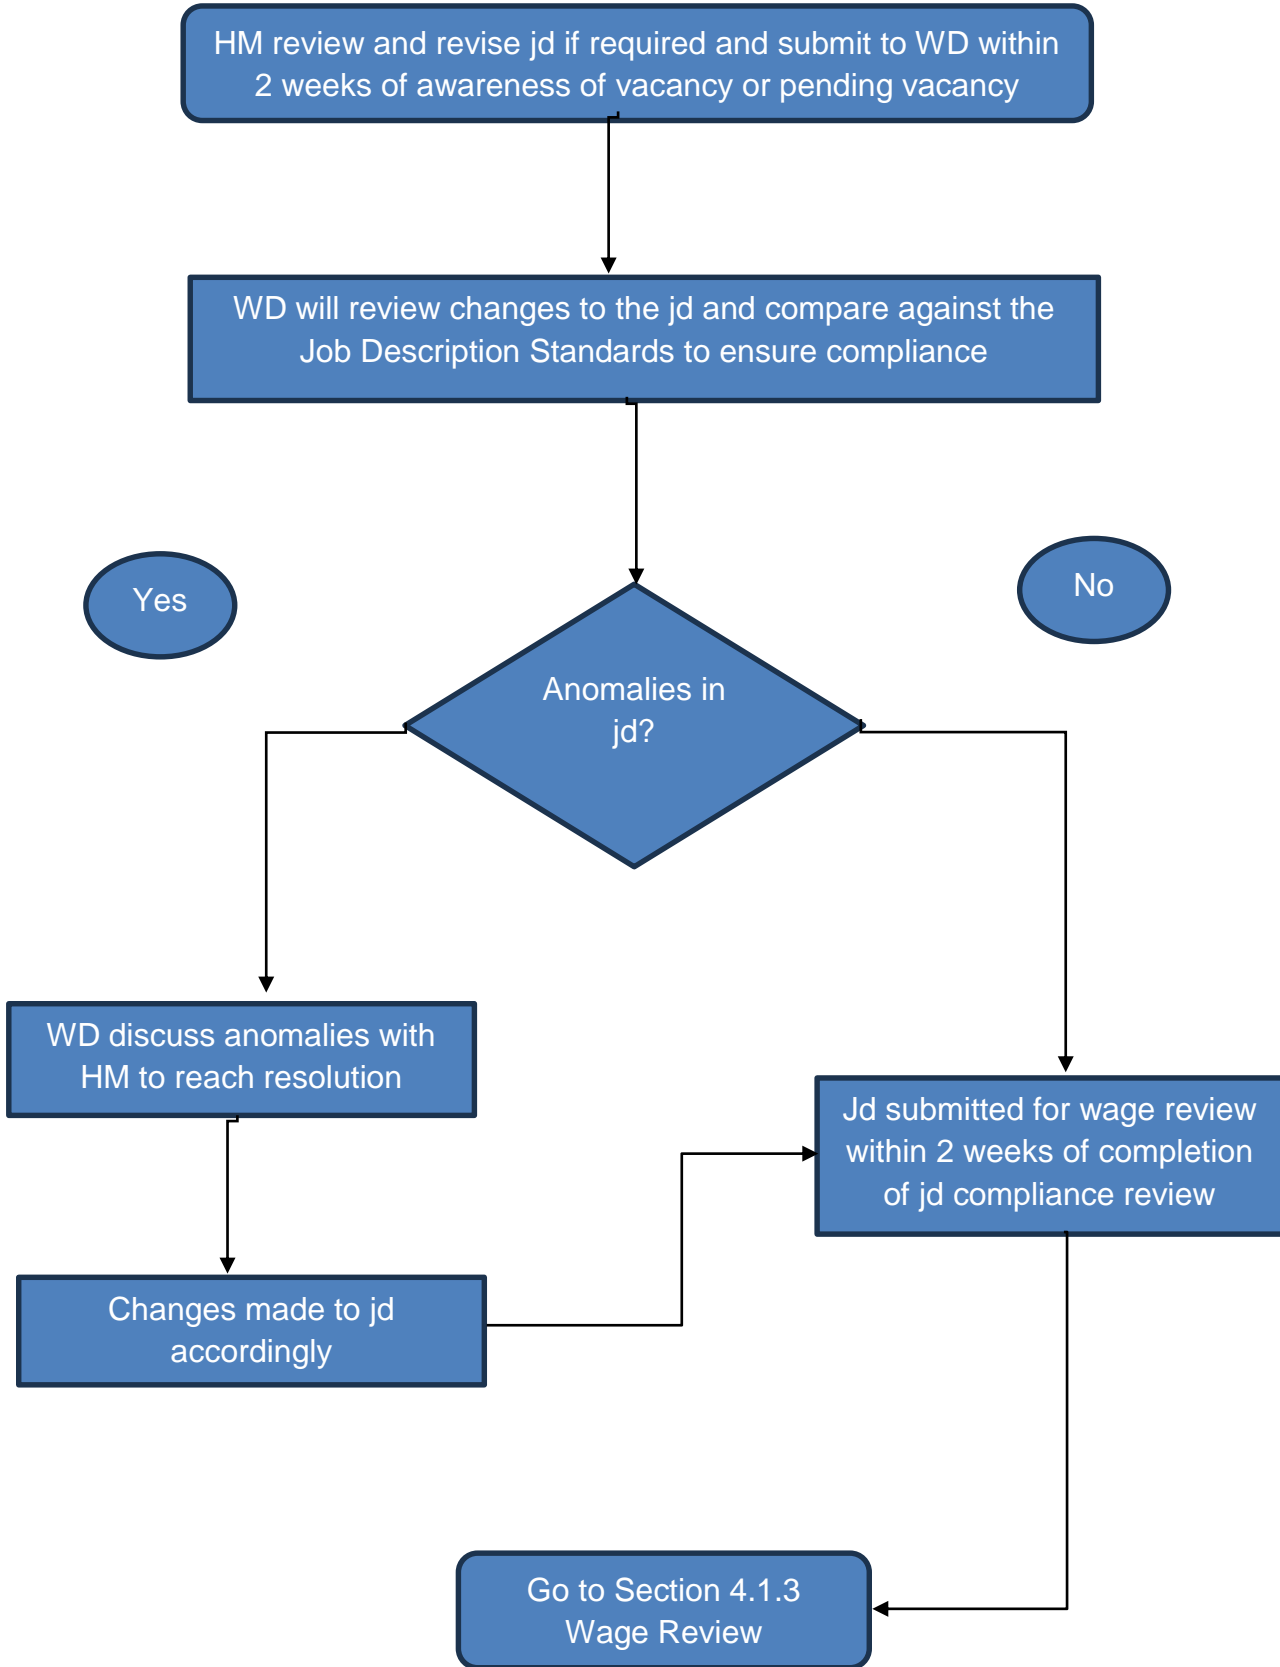 HM review and revise jd if required and submit to WD within
2 weeks of awareness of vacancy or pending vacancy
WD will review changes to the jd and compare against the
Job Description Standards to ensure compliance
Yes
No
Anomalies in
jd?
WD discuss anomalies with
HM to reach resolution
Jd submitted for wage review
within 2 weeks of completion
of jd compliance review
Changes made to jd
accordingly
Go to Section 4.1.3
Wage Review